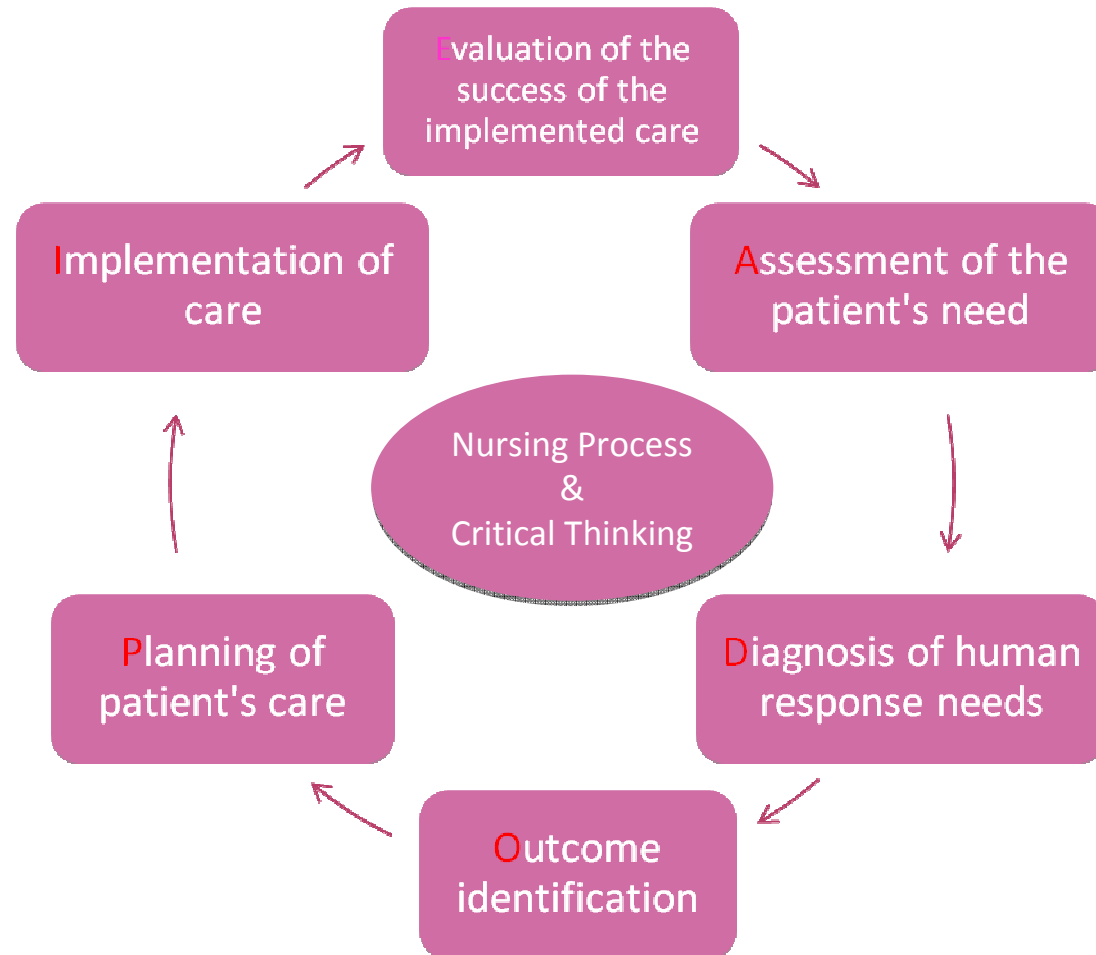 Evaluation of the
success of the
implemented care
Implementation of
care
Assessment of the
patient's need
Nursing Process
&
Critical Thinking
Planning of
patient's care
Diagnosis of human
response needs
Outcome
identification